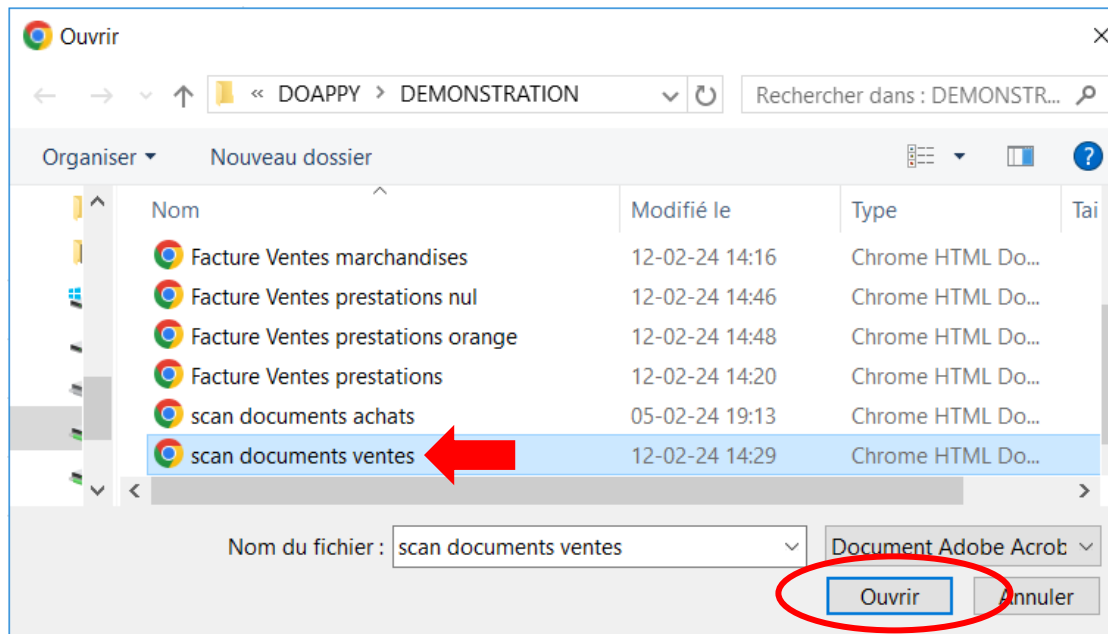 Ouvrir
« DOAPPY > DEMONSTRATION
Rechercher dans : DEMONSTR...
Organiser Nouveau dossier
Nom Modifié le Type Tai
Facture Ventes marchandises 12-02-24 14:16 Chrome HTML Do...
Facture Ventes prestations nul 12-02-24 14:46 Chrome HTML Do...
Facture Ventes prestations orange 12-02-24 14:48 Chrome HTML Do...
Facture Ventes prestations 12-02-24 14:20 Chrome HTML Do...
scan documents achats 05-02-24 19:13 Chrome HTML Do...
scan documents ventes 12-02-24 14:29 Chrome HTML Do...
Nom du fichier : scan documents ventes Document Adobe Acrob
Ouvrir Annuler